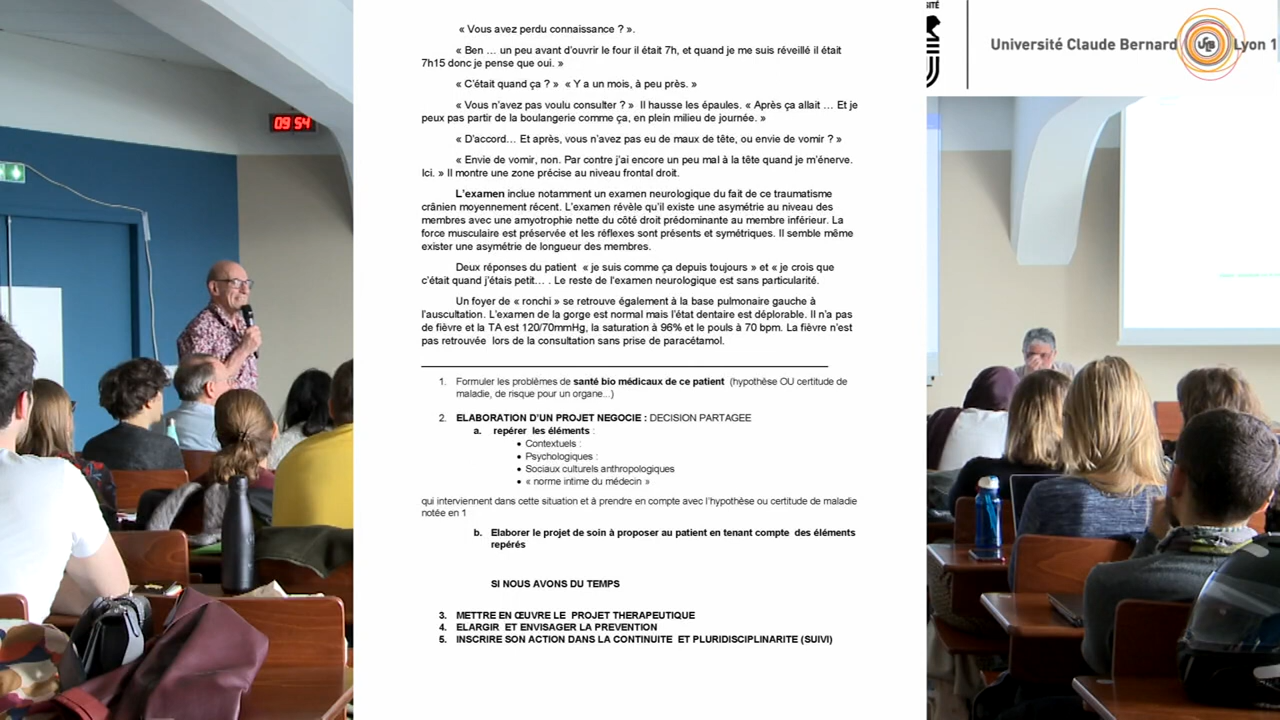 « Vous avez perdu connaissance ? ».
« Ben … un peu avant d'ouvrir le four il était 7h, et quand je me suis réveillé il était
7h15 donc je pense que oui. »
« C'était quand ça ? »  « Y a un mois, à peu près. »
« Vous n'avez pas voulu consulter ? »  Il hausse les épaules. « Après ça allait … Et je
peux pas partir de la boulangerie comme ça, en plein milieu de journée. »
« D'accord… Et après, vous n'avez pas eu de maux de tête, ou envie de vomir ? »
« Envie de vomir, non. Par contre j'ai encore un peu mal à la tête quand je m'énerve.
Ici. » Il montre une zone précise au niveau frontal droit.
L'examen inclue notamment un examen neurologique du fait de ce traumatisme
crânien moyennement récent. L'examen révèle qu'il existe une asymétrie au niveau des
membres avec une amyotrophie nette du côté droit prédominante au membre inférieur. La
force musculaire est préservée et les réflexes sont présents et symétriques. Il semble même
exister une asymétrie de longueur des membres.
Deux réponses du patient  « je suis comme ça depuis toujours » et « je crois que
c'était quand j'étais petit… . Le reste de l'examen neurologique est sans particularité.
Un foyer de « ronchi » se retrouve également à la base pulmonaire gauche à
l'auscultation. L'examen de la gorge est normal mais l'état dentaire est déplorable. Il n'a pas
de fièvre et la TA est 120/70mmHg, la saturation à 96% et le pouls à 70 bpm. La fièvre n'est
pas retrouvée  lors de la consultation sans prise de paracétamol.
1. Formuler les problèmes de santé bio médicaux de ce patient  (hypothèse OU certitude de
maladie, de risque pour un organe...)
2. ELABORATION D'UN PROJET NEGOCIE : DECISION PARTAGEE
a. repérer  les éléments :
• Contextuels :
• Psychologiques :
• Sociaux culturels anthropologiques
• « norme intime du médecin »
qui interviennent dans cette situation et à prendre en compte avec l'hypothèse ou certitude de maladie
notée en 1
b. Elaborer le projet de soin à proposer au patient en tenant compte  des éléments
repérés
SI NOUS AVONS DU TEMPS
3. METTRE EN ŒUVRE LE  PROJET THERAPEUTIQUE
4. ELARGIR  ET ENVISAGER LA PREVENTION
5. INSCRIRE SON ACTION DANS LA CONTINUITE  ET PLURIDISCIPLINARITE (SUIVI)
09 54
SITÉ
Université Claude Bernard Lyon 1